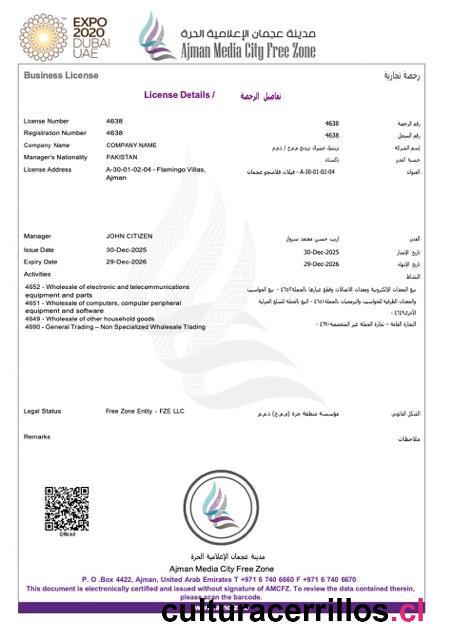 EXPO
2020
DUBAI
UAE
مدينة عجمان الإعلامية الحرة
Ajman Media City Free Zone
Business License
رخصة تجارية
License Details /
تفاصيل الرخصة
License Number 4638 4638 رقم الرخصة
Registration Number 4638 4638 رقم السجل
Company Name COMPANY NAME إسم الشركة
Manager's Nationality PAKISTAN باكستان جنسية المدير
License Address A-30-01-02-04 - Flamingo Villas, Ajman A-30-01-02-04 - فيلات فلامنجو عجمان العنوان
Manager JOHN CITIZEN اريب حسن محمد سبزوار المدير
Issue Date 30-Dec-2025 30-Dec-2025 تاريخ الإصدار
Expiry Date 29-Dec-2026 29-Dec-2026 تاريخ الإنتهاء
Activities النشاط
4652 - Wholesale of electronic and telecommunications
equipment and parts
4651 - Wholesale of computers, computer peripheral
equipment and software
4649 - Wholesale of other household goods
4690 - General Trading – Non Specialized Wholesale Trading
بيع المعدات الإلكترونية ومعدات الاتصالات وقطع غيارها بالجملة-٤٦٥٢ - بيع الحواسيب
والمعدات الطرفية للحواسيب والبرمجيات بالجملة-٤٦٥١ - البيع بالجملة للسلع المنزلية
الأخرى-٤٦٤٩ -
التجارة العامة – تجارة الجملة غير المتخصصة-٤٦٩٠
Legal Status Free Zone Entity - FZE LLC مؤسسة منطقة حرة (م.م.ح) ذ.م.م الشكل القانوني
Remarks ملاحظات
مدينة عجمان الإعلامية الحرة
Ajman Media City Free Zone
P. O .Box 4422, Ajman, United Arab Emirates T +971 6 740 6660 F +971 6 740 6670
This document is electronically certified and issued without signature of AMCFZ. To review the data contained therein,
please scan the barcode.
culturacerrillos.cl